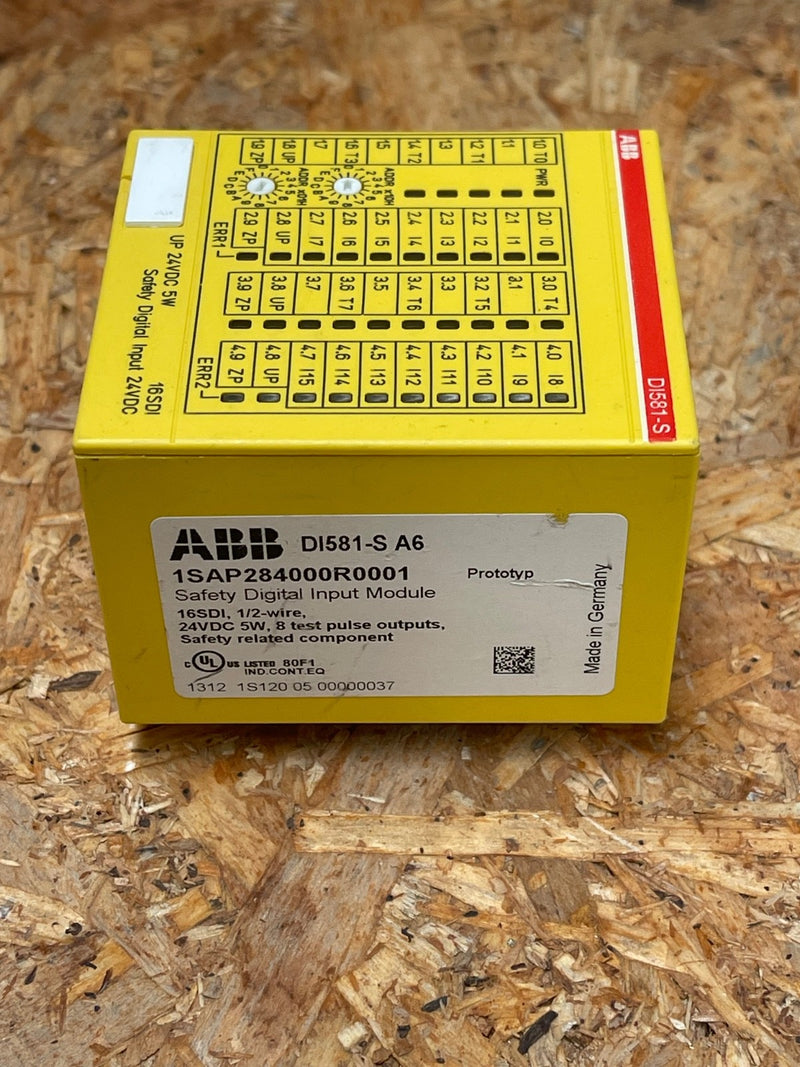 ABB
DI581-S
1.0 T0
1.1
1.2 T1
1.3
1.4 T2
1.5
1.6 T3
1.7
1.8 UP
1.9 ZP
PWR
ADDR x10H
ADDR x01H
2.0 I0
2.1 I1
2.2 I2
2.3 I3
2.4 I4
2.5 I5
2.6 I6
2.7 I7
2.8 UP
2.9 ZP
ERR1
3.0 T4
3.1
3.2 T5
3.3
3.4 T6
3.5
3.6 T7
3.7
3.8 UP
3.9 ZP
4.0 I8
4.1 I9
4.2 I10
4.3 I11
4.4 I12
4.5 I13
4.6 I14
4.7 I15
4.8 UP
4.9 ZP
ERR2
UP 24VDC 5W
16SDI
Safety Digital Input 24VDC
ABB DI581-S A6
1SAP284000R0001
Prototyp
Safety Digital Input Module
16SDI, 1/2-wire,
24VDC 5W, 8 test pulse outputs,
Safety related component
C UL US LISTED 80F1
IND.CONT.EQ
1312 1S120 05 00000037
Made in Germany